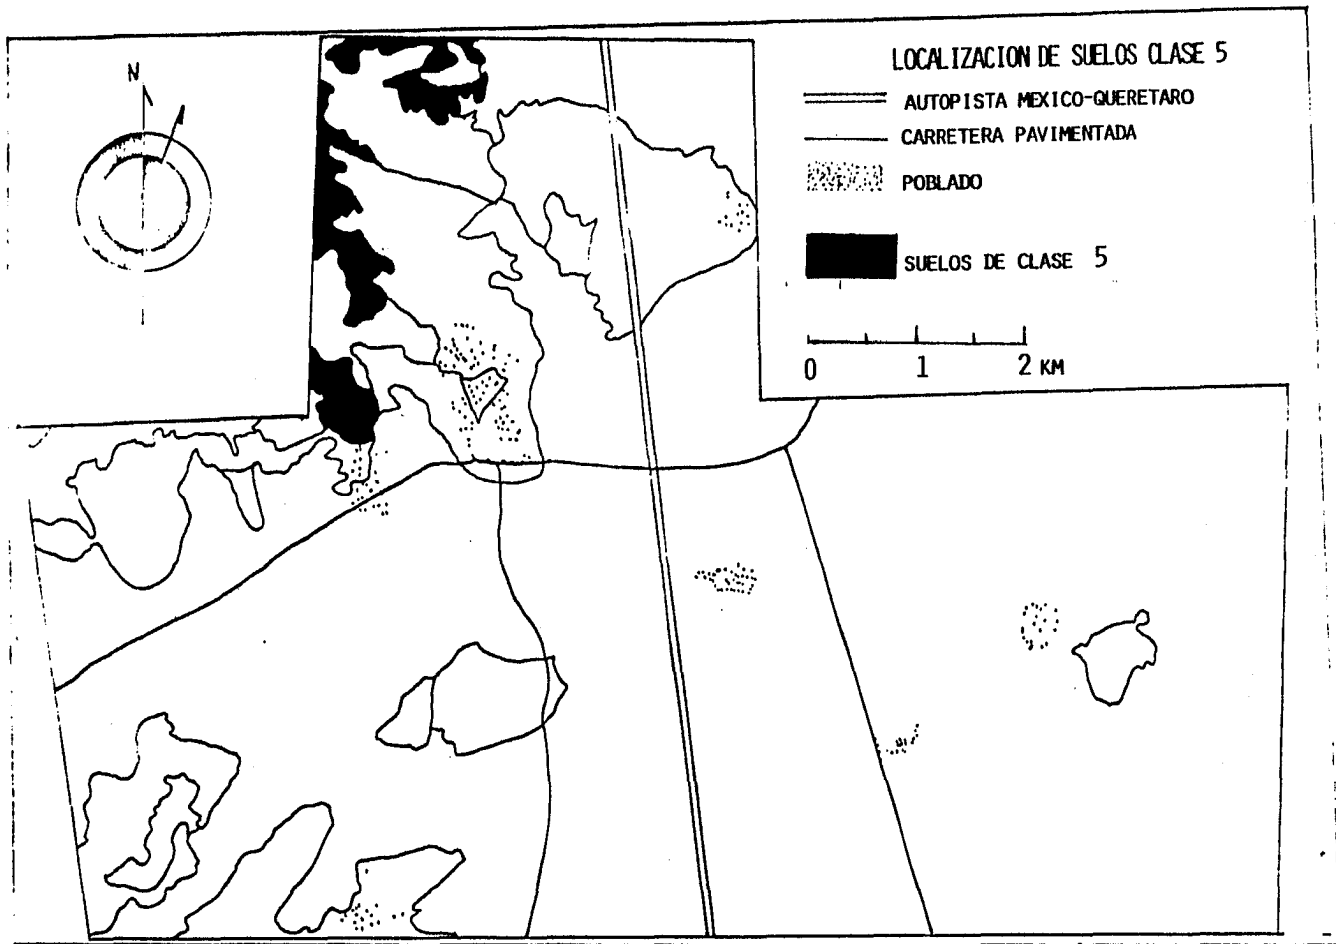 N
LOCALIZACION DE SUELOS CLASE 5
AUTOPISTA MEXICO-QUERETARO
CARRETERA PAVIMENTADA
POBLADO
SUELOS DE CLASE 5
0 1 2 KM